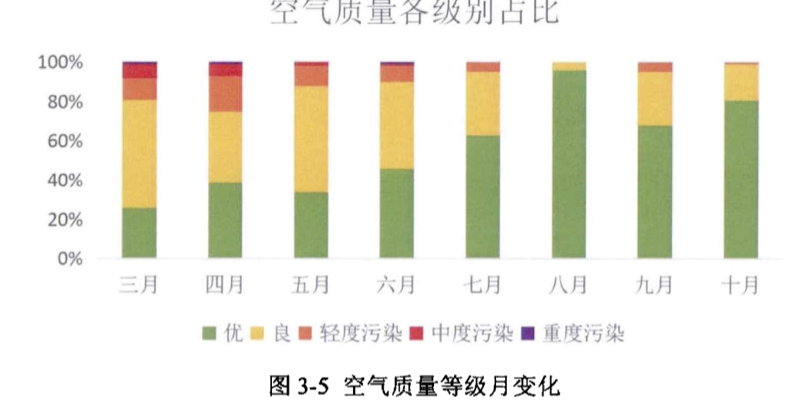 空气质量各级别占比
100%
80%
60%
40%
20%
0%
三月 四月 五月 六月 七月 八月 九月 十月
优 良 轻度污染 中度污染 重度污染
图 3-5 空气质量等级月变化